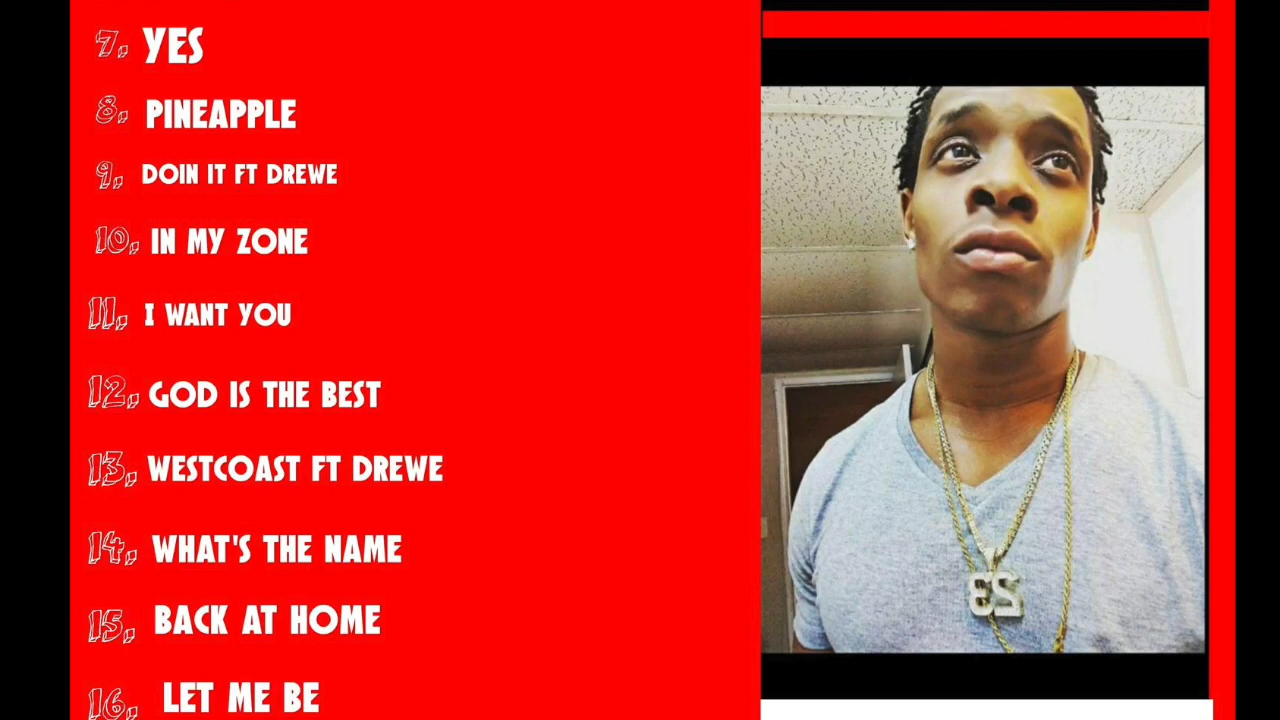 7, YES
8, PINEAPPLE
9, DOIN IT FT DREWE
10, IN MY ZONE
11, I WANT YOU
12, GOD IS THE BEST
13, WESTCOAST FT DREWE
14, WHAT'S THE NAME
15, BACK AT HOME
16, LET ME BE
23